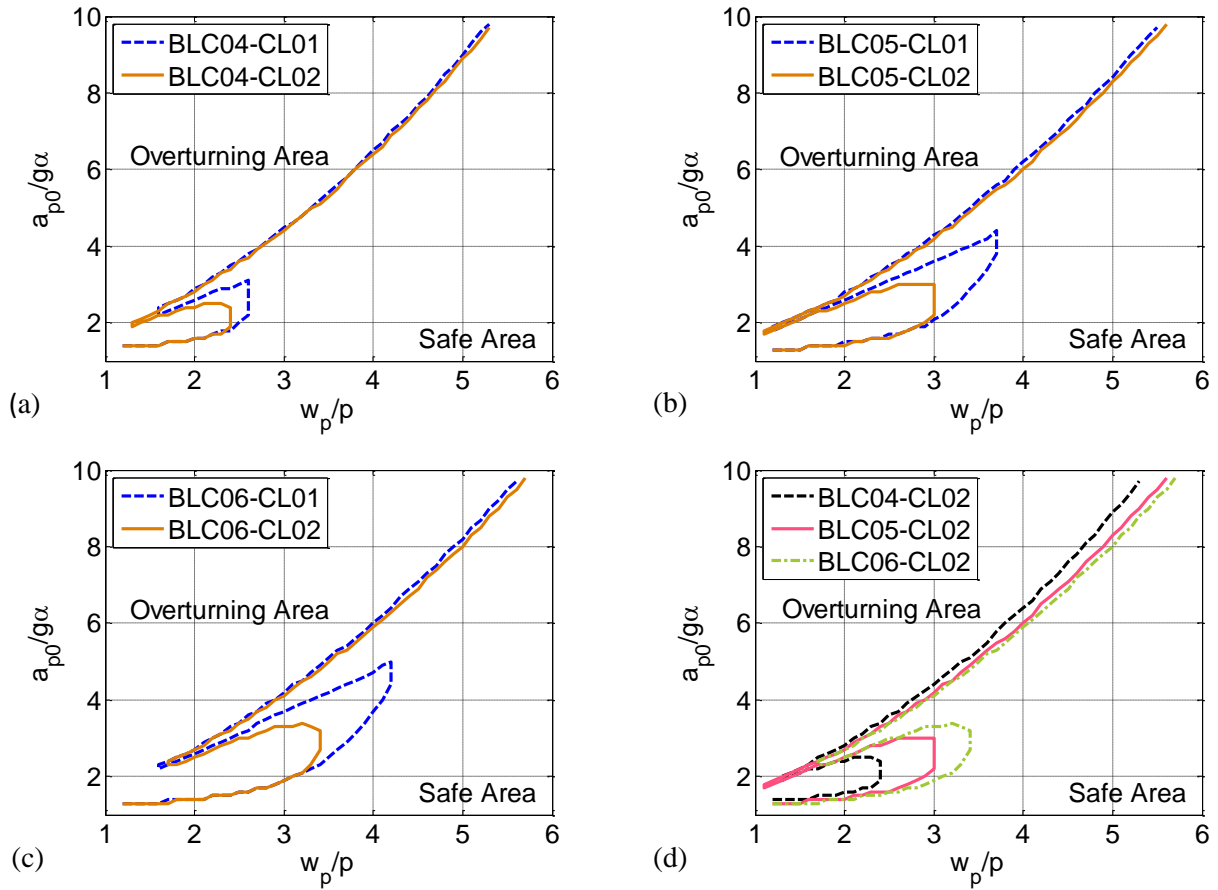 10
8
6
4
2
a_p0/gα
BLC04-CL01
BLC04-CL02
Overturning Area
Safe Area
1 2 3 4 5 6
w_p/p
(a)
10
8
6
4
2
a_p0/gα
BLC05-CL01
BLC05-CL02
Overturning Area
Safe Area
1 2 3 4 5 6
w_p/p
(b)
10
8
6
4
2
a_p0/gα
BLC06-CL01
BLC06-CL02
Overturning Area
Safe Area
1 2 3 4 5 6
w_p/p
(c)
10
8
6
4
2
a_p0/gα
BLC04-CL02
BLC05-CL02
BLC06-CL02
Overturning Area
Safe Area
1 2 3 4 5 6
w_p/p
(d)